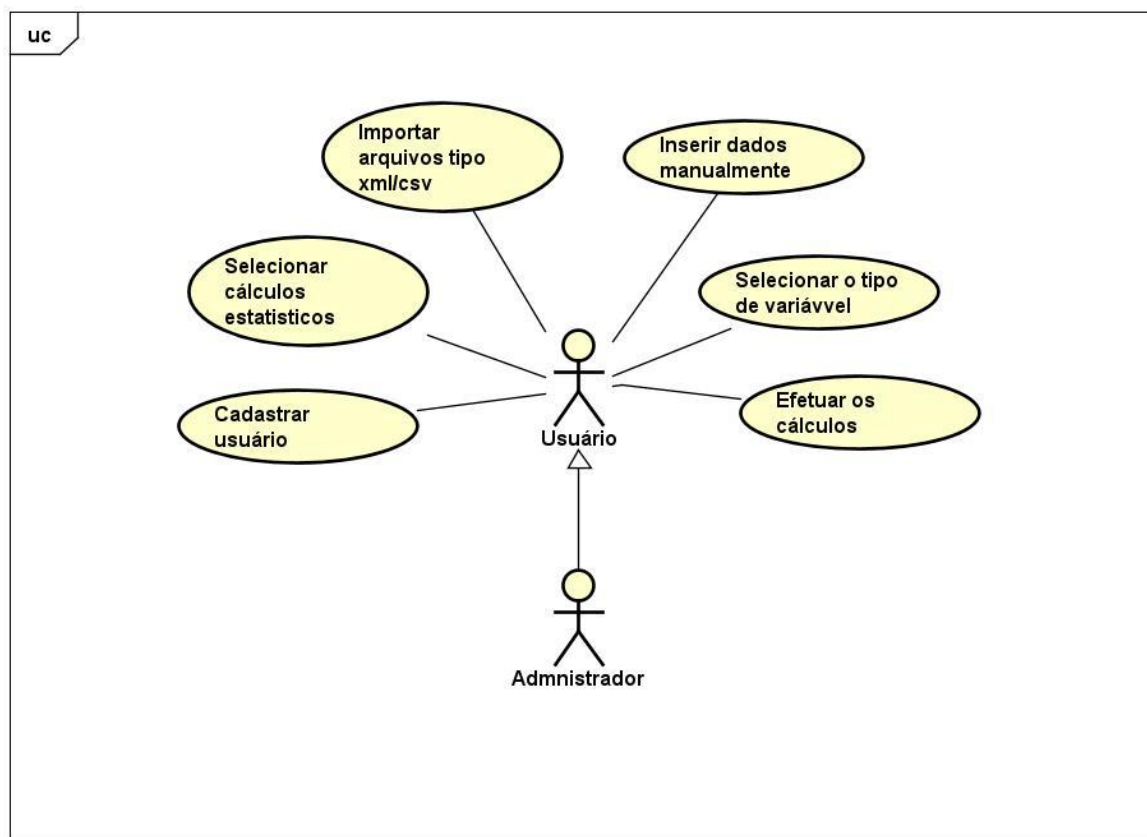 uc
Importar
arquivos tipo
xml/csv
Inserir dados
manualmente
Selecionar
cálculos
estatisticos
Selecionar o tipo
de variávvel
Cadastrar
usuário
Efetuar os
cálculos
Usuário
Admnistrador